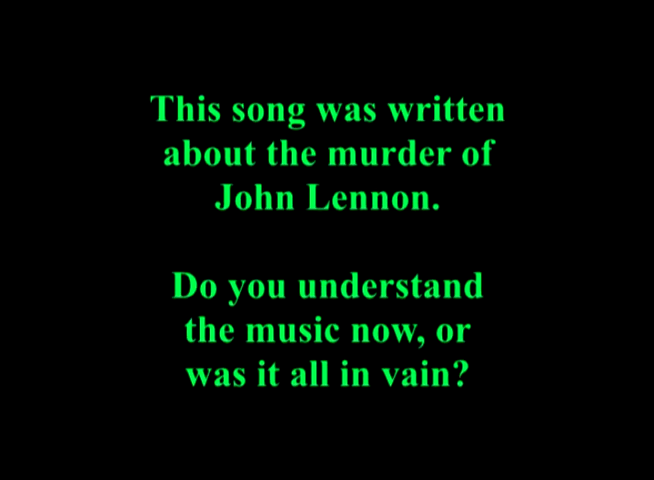 This song was written
about the murder of
John Lennon.
Do you understand
the music now, or
was it all in vain?